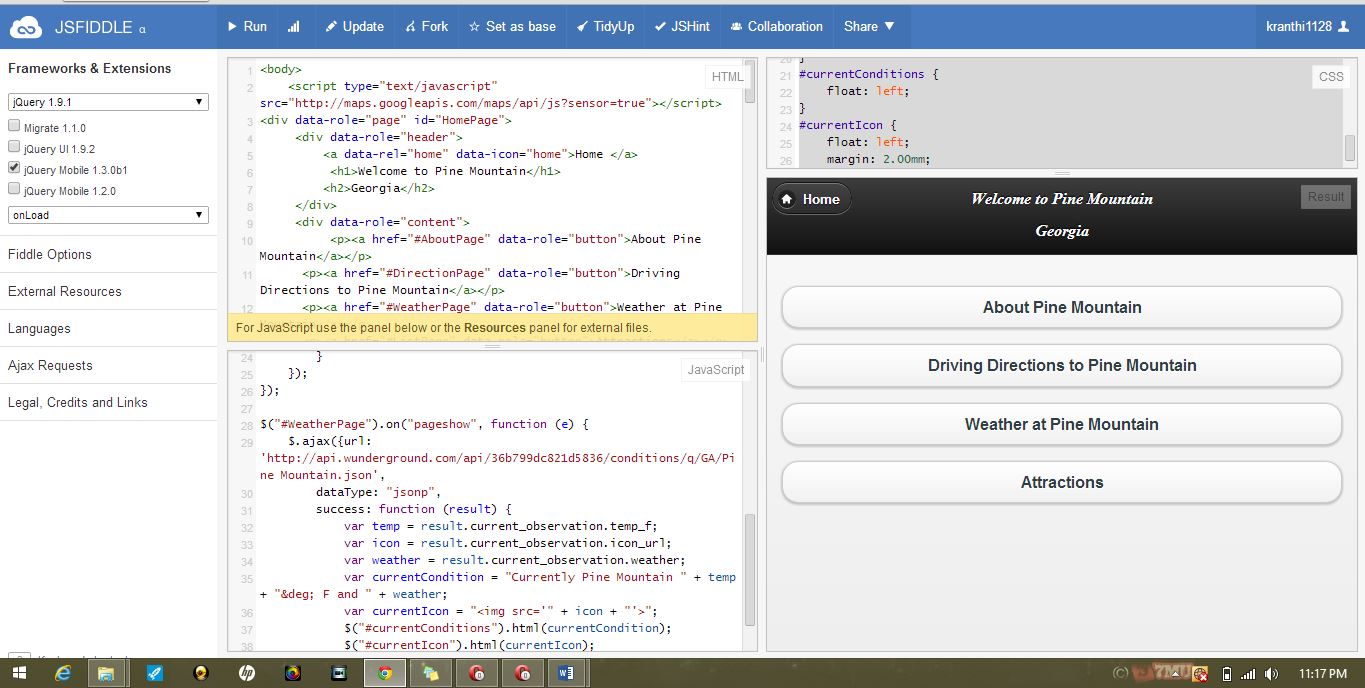 JSFIDDLE α
Run
Update
Fork
Set as base
TidyUp
JSHint
Collaboration
Share ▼
kranthi1128
Frameworks & Extensions
jQuery 1.9.1
Migrate 1.1.0
jQuery UI 1.9.2
jQuery Mobile 1.3.0b1
jQuery Mobile 1.2.0
onLoad
Fiddle Options
External Resources
Languages
Ajax Requests
Legal, Credits and Links
HTML
1 <body>
2 <script type="text/javascript"
src="http://maps.googleapis.com/maps/api/js?sensor=true"></script>
3 <div data-role="page" id="HomePage">
4 <div data-role="header">
5 <a data-rel="home" data-icon="home">Home </a>
6 <h1>Welcome to Pine Mountain</h1>
7 <h2>Georgia</h2>
8 </div>
9 <div data-role="content">
10 <p><a href="#AboutPage" data-role="button">About Pine
Mountain</a></p>
11 <p><a href="#DirectionPage" data-role="button">Driving
Directions to Pine Mountain</a></p>
12 <p><a href="#WeatherPage" data-role="button">Weather at Pine
For JavaScript use the panel below or the Resources panel for external files.
JavaScript
24 }
25 });
26 });
27
28 $("#WeatherPage").on("pageshow", function (e) {
29 $.ajax({url:
'http://api.wunderground.com/api/36b799dc821d5836/conditions/q/GA/Pi
ne Mountain.json',
30 dataType: "jsonp",
31 success: function (result) {
32 var temp = result.current_observation.temp_f;
33 var icon = result.current_observation.icon_url;
34 var weather = result.current_observation.weather;
35 var currentCondition = "Currently Pine Mountain " + temp
+ "&deg; F and " + weather;
36 var currentIcon = "<img src='" + icon + "'>";
37 $("#currentConditions").html(currentCondition);
38 $("#currentIcon").html(currentIcon);
CSS
20 }
21 #currentConditions {
22 float: left;
23 }
24 #currentIcon {
25 float: left;
26 margin: 2.00mm;
Home
Welcome to Pine Mountain
Result
Georgia
About Pine Mountain
Driving Directions to Pine Mountain
Weather at Pine Mountain
Attractions
11:17 PM